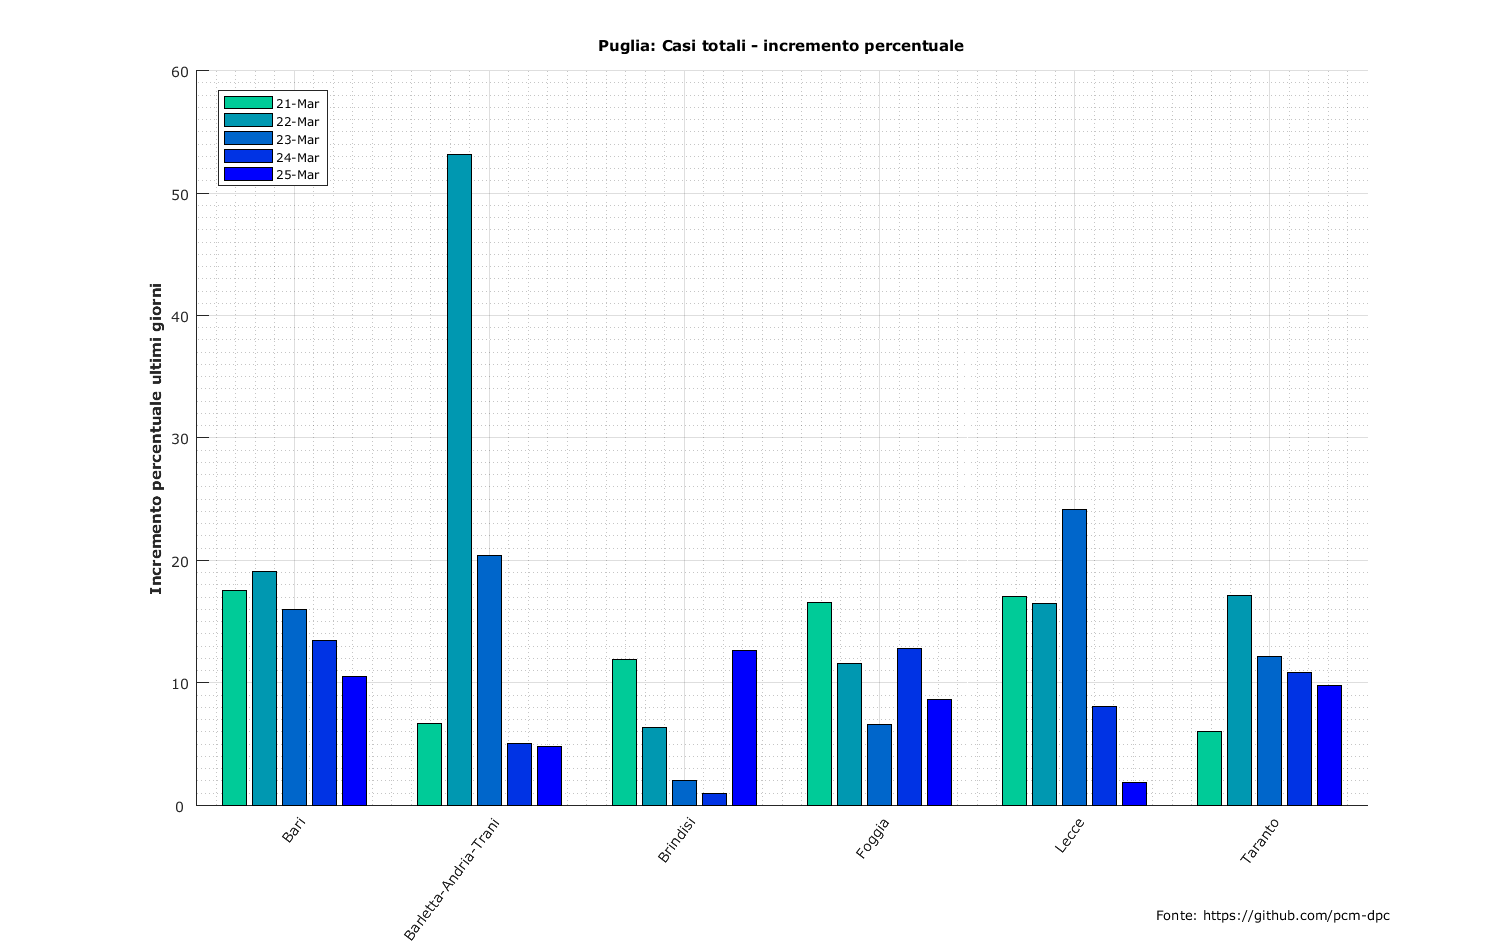 Puglia: Casi totali - incremento percentuale
Incremento percentuale ultimi giorni
60
50
40
30
20
10
0
21-Mar
22-Mar
23-Mar
24-Mar
25-Mar
Bari
Barletta-Andria-Trani
Brindisi
Foggia
Lecce
Taranto
Fonte: https://github.com/pcm-dpc